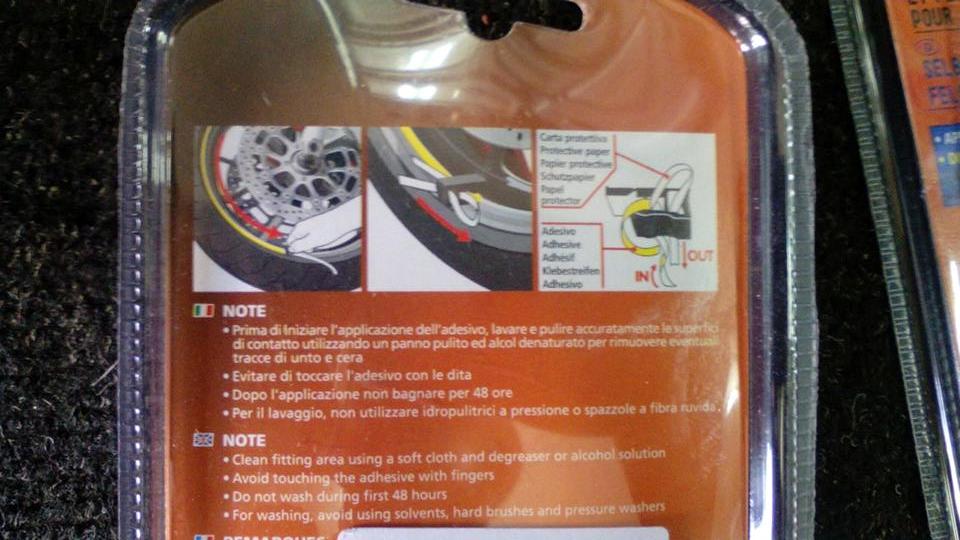 Carta protettiva
Protective paper
Papier protective
Schutzpapier
Papel
protector
Adesivo
Adhesive
Adhésif
Klebestreifen
Adhesivo
IN
OUT
NOTE
• Prima di iniziare l'applicazione dell'adesivo, lavare e pulire accuratamente le superfici
di contatto utilizzando un panno pulito ed alcol denaturato per rimuovere eventuali
tracce di unto e cera
• Evitare di toccare l'adesivo con le dita
• Dopo l'applicazione non bagnare per 48 ore
• Per il lavaggio, non utilizzare idropulitrici a pressione o spazzole a fibra ruvida.
NOTE
• Clean fitting area using a soft cloth and degreaser or alcohol solution
• Avoid touching the adhesive with fingers
• Do not wash during first 48 hours
• For washing, avoid using solvents, hard brushes and pressure washers
REMARQUES
POUR